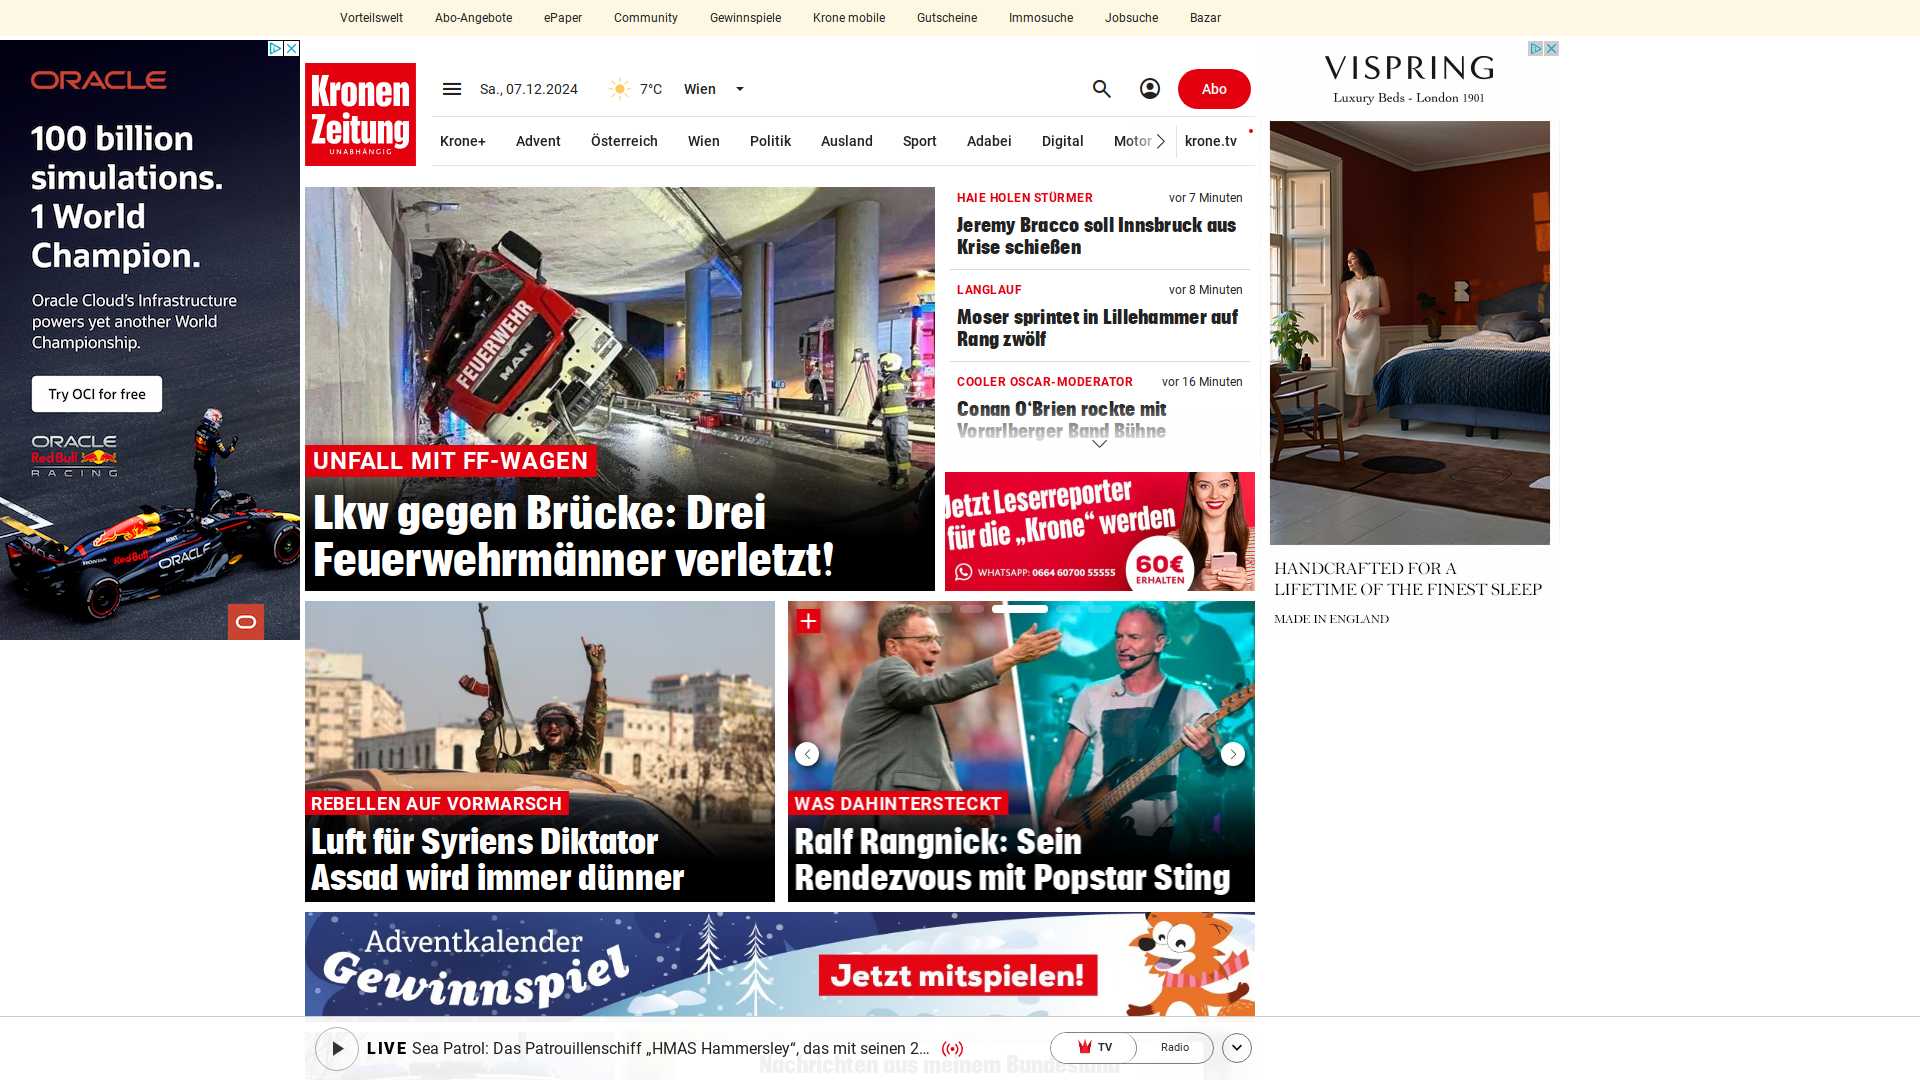 Vorteilswelt
Abo-Angebote
ePaper
Community
Gewinnspiele
Krone mobile
Gutscheine
Immosuche
Jobsuche
Bazar
ORACLE
100 billion
simulations.
1 World
Champion.
Oracle Cloud's Infrastructure
powers yet another World
Championship.
Try OCI for free
ORACLE
Red Bull
RACING
Kronen
Zeitung
UNABHÄNGIG
Sa., 07.12.2024
7°C
Wien
Abo
Krone+
Advent
Österreich
Wien
Politik
Ausland
Sport
Adabei
Digital
Motor
krone.tv
FEUERWEHR
MAN
UNFALL MIT FF-WAGEN
Lkw gegen Brücke: Drei
Feuerwehrmänner verletzt!
HAIE HOLEN STÜRMER
vor 7 Minuten
Jeremy Bracco soll Innsbruck aus
Krise schießen
LANGLAUF
vor 8 Minuten
Moser sprintet in Lillehammer auf
Rang zwölf
COOLER OSCAR-MODERATOR
vor 16 Minuten
Conan O‘Brien rockte mit
Vorarlberger Band Bühne
Jetzt Leserreporter
für die „Krone“ werden
WHATSAPP: 0664 60700 55555
60€
ERHALTEN
REBELLEN AUF VORMARSCH
Luft für Syriens Diktator
Assad wird immer dünner
WAS DAHINTERSTECKT
Ralf Rangnick: Sein
Rendezvous mit Popstar Sting
Adventkalender
Gewinnspiel
Jetzt mitspielen!
VISPRING
Luxury Beds - London 1901
HANDCRAFTED FOR A
LIFETIME OF THE FINEST SLEEP
MADE IN ENGLAND
LIVE Sea Patrol: Das Patrouillenschiff „HMAS Hammersley“, das mit seinen 2...
TV
Radio
Nachrichten aus meinem Bundesland